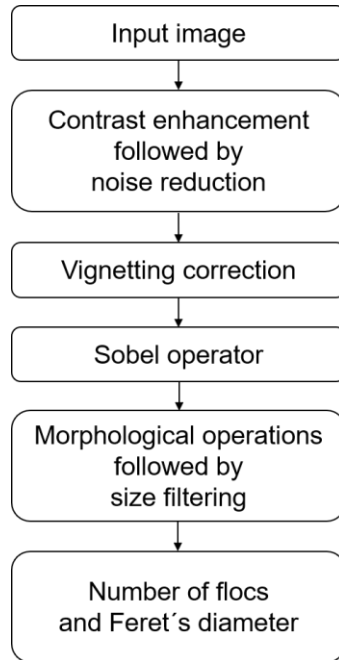 Input image
Contrast enhancement
followed by
noise reduction
Vignetting correction
Sobel operator
Morphological operations
followed by
size filtering
Number of flocs
and Feret´s diameter